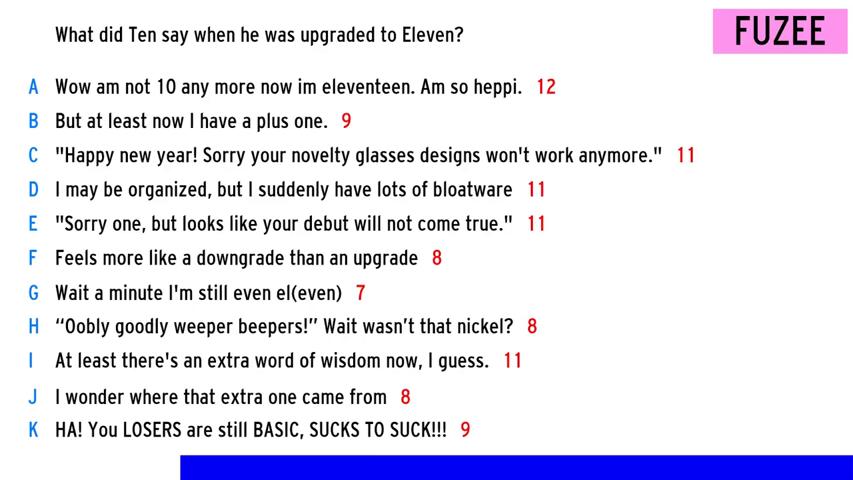 What did Ten say when he was upgraded to Eleven?
FUZEE
A Wow am not 10 any more now im eleventeen. Am so heppi. 12
B But at least now I have a plus one. 9
C "Happy new year! Sorry your novelty glasses designs won't work anymore." 11
D I may be organized, but I suddenly have lots of bloatware 11
E "Sorry one, but looks like your debut will not come true." 11
F Feels more like a downgrade than an upgrade 8
G Wait a minute I'm still even el(even) 7
H “Oobly goodly weeper beepers!” Wait wasn’t that nickel? 8
I At least there's an extra word of wisdom now, I guess. 11
J I wonder where that extra one came from 8
K HA! You LOSERS are still BASIC, SUCKS TO SUCK!!! 9